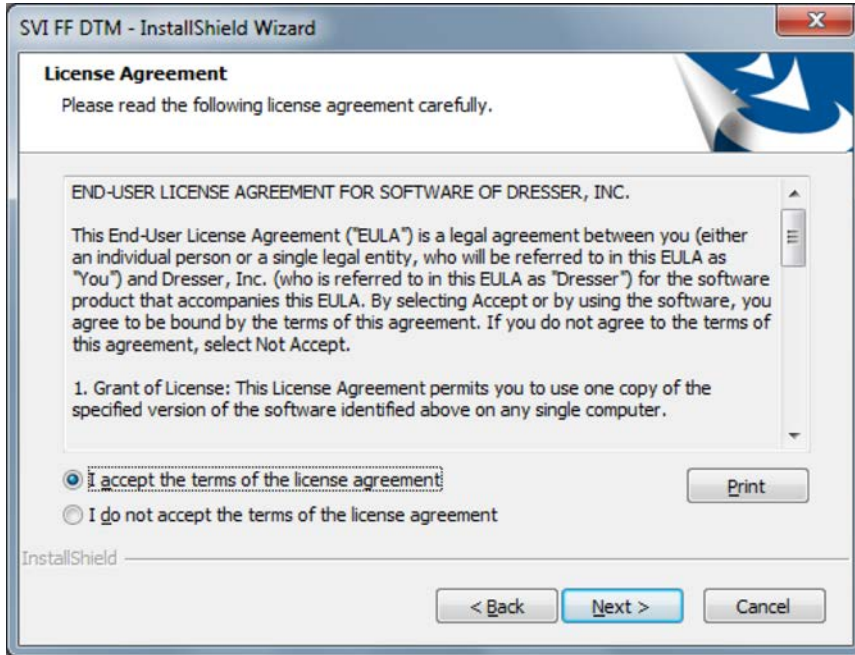 SVI FF DTM - InstallShield Wizard
License Agreement
Please read the following license agreement carefully.
END-USER LICENSE AGREEMENT FOR SOFTWARE OF DRESSER, INC.
This End-User License Agreement ("EULA") is a legal agreement between you (either
an individual person or a single legal entity, who will be referred to in this EULA as
"You") and Dresser, Inc. (who is referred to in this EULA as "Dresser") for the software
product that accompanies this EULA. By selecting Accept or by using the software, you
agree to be bound by the terms of this agreement. If you do not agree to the terms of
this agreement, select Not Accept.
1. Grant of License: This License Agreement permits you to use one copy of the
specified version of the software identified above on any single computer.
I accept the terms of the license agreement
Print
I do not accept the terms of the license agreement
InstallShield
< Back Next > Cancel